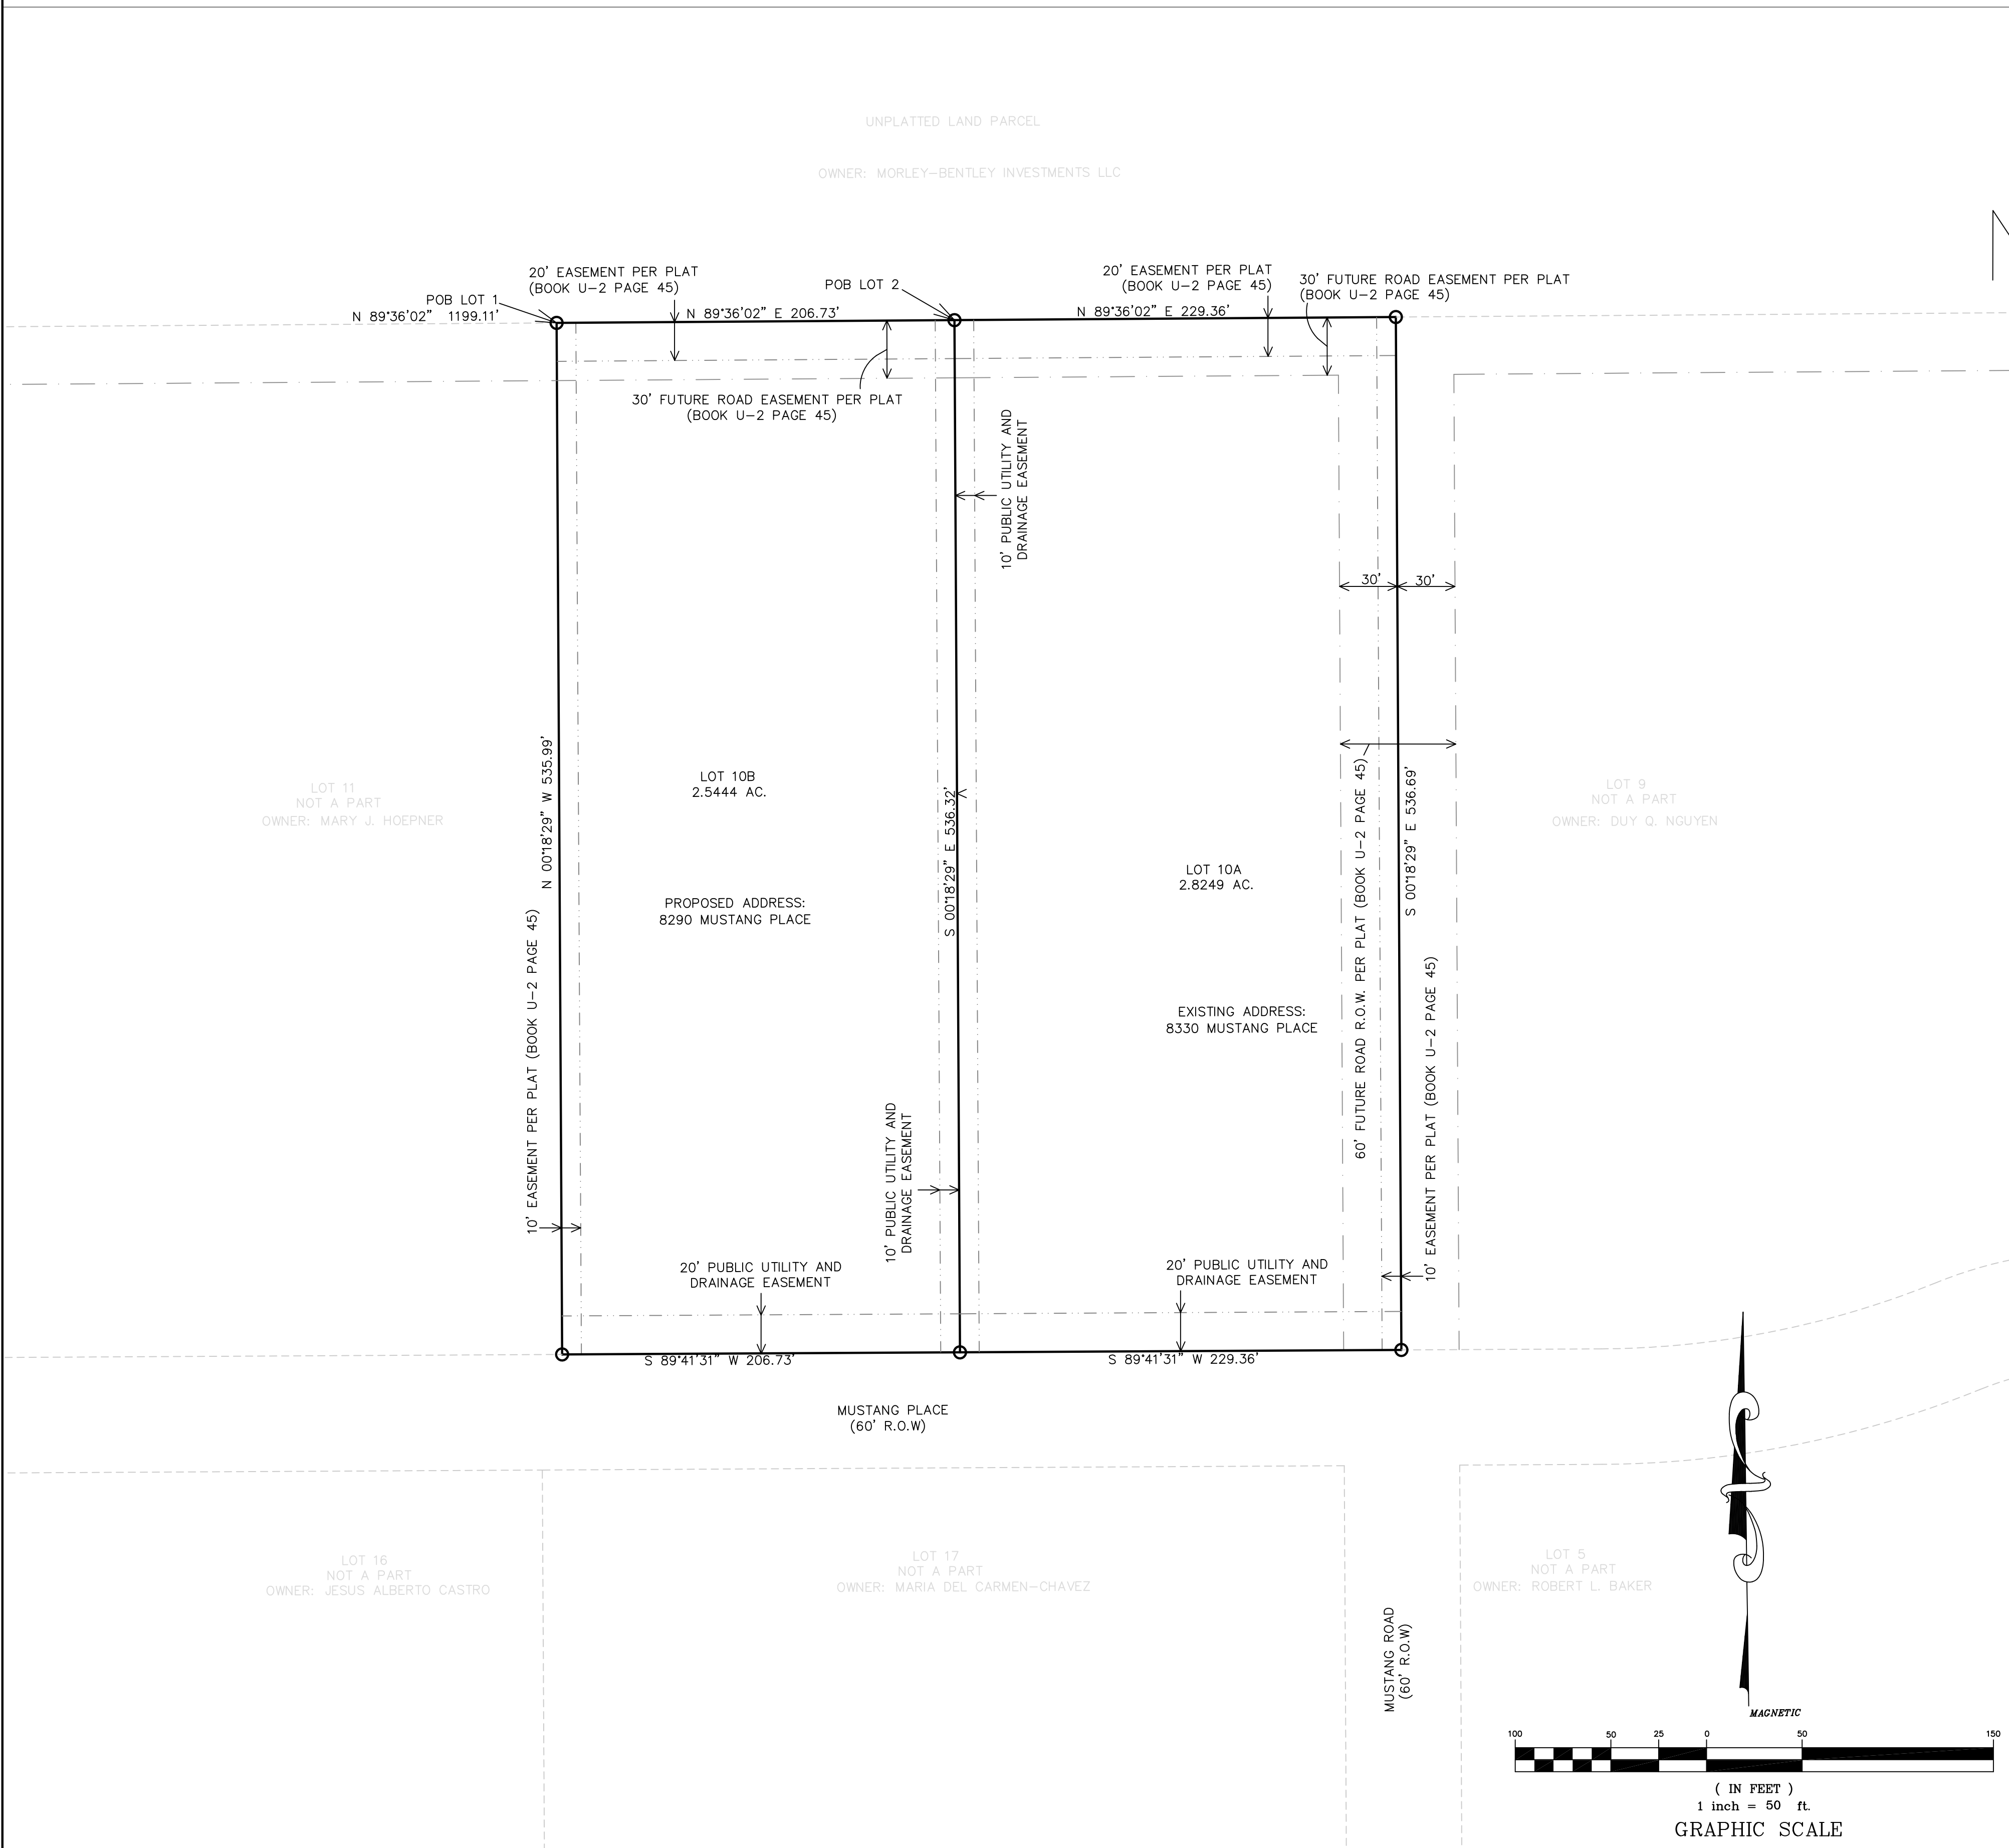 UNPLATTED LAND PARCEL
OWNER: MORLEY-BENTLEY INVESTMENTS LLC
20' EASEMENT PER PLAT
(BOOK U-2 PAGE 45)
POB LOT 1
N 89°36'02" 1199.11'
N 89°36'02" E 206.73'
POB LOT 2
20' EASEMENT PER PLAT
(BOOK U-2 PAGE 45)
N 89°36'02" E 229.36'
30' FUTURE ROAD EASEMENT PER PLAT
(BOOK U-2 PAGE 45)
30' FUTURE ROAD EASEMENT PER PLAT
(BOOK U-2 PAGE 45)
10' PUBLIC UTILITY AND
DRAINAGE EASEMENT
30'
30'
N 00°18'29" W 535.99'
LOT 10B
2.5444 AC.
S 00°18'29" E 536.32'
60' FUTURE ROAD R.O.W. PER PLAT (BOOK U-2 PAGE 45)
S 00°18'29" E 536.69'
LOT 11
NOT A PART
OWNER: MARY J. HOEPNER
LOT 9
NOT A PART
OWNER: DUY Q. NGUYEN
LOT 10A
2.8249 AC.
PROPOSED ADDRESS:
8290 MUSTANG PLACE
EXISTING ADDRESS:
8330 MUSTANG PLACE
10' EASEMENT PER PLAT (BOOK U-2 PAGE 45)
10' EASEMENT PER PLAT (BOOK U-2 PAGE 45)
10' PUBLIC UTILITY AND
DRAINAGE EASEMENT
20' PUBLIC UTILITY AND
DRAINAGE EASEMENT
20' PUBLIC UTILITY AND
DRAINAGE EASEMENT
S 89°41'31" W 206.73'
S 89°41'31" W 229.36'
MUSTANG PLACE
(60' R.O.W)
LOT 16
NOT A PART
OWNER: JESUS ALBERTO CASTRO
LOT 17
NOT A PART
OWNER: MARIA DEL CARMEN-CHAVEZ
LOT 5
NOT A PART
OWNER: ROBERT L. BAKER
MUSTANG ROAD
(60' R.O.W)
MAGNETIC
100 50 25 0 50 150
( IN FEET )
1 inch = 50 ft.
GRAPHIC SCALE